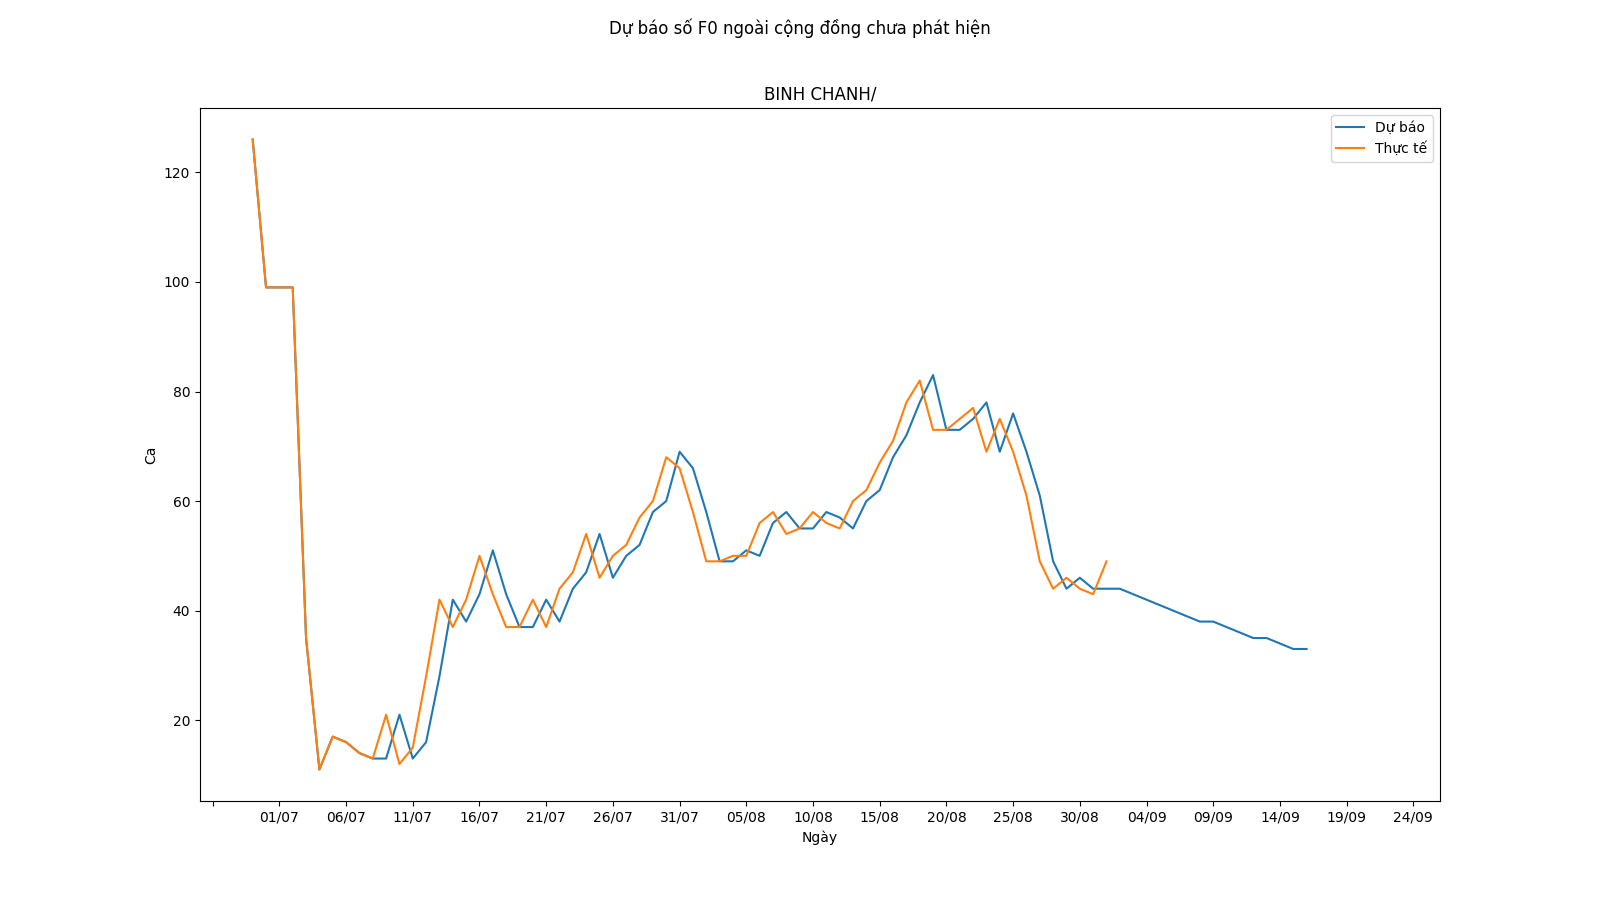 Dự báo số F0 ngoài cộng đồng chưa phát hiện
BINH CHANH/
Dự báo
Thực tế
120
100
80
60
40
20
Ca
01/07 06/07 11/07 16/07 21/07 26/07 31/07 05/08 10/08 15/08 20/08 25/08 30/08 04/09 09/09 14/09 19/09 24/09
Ngày